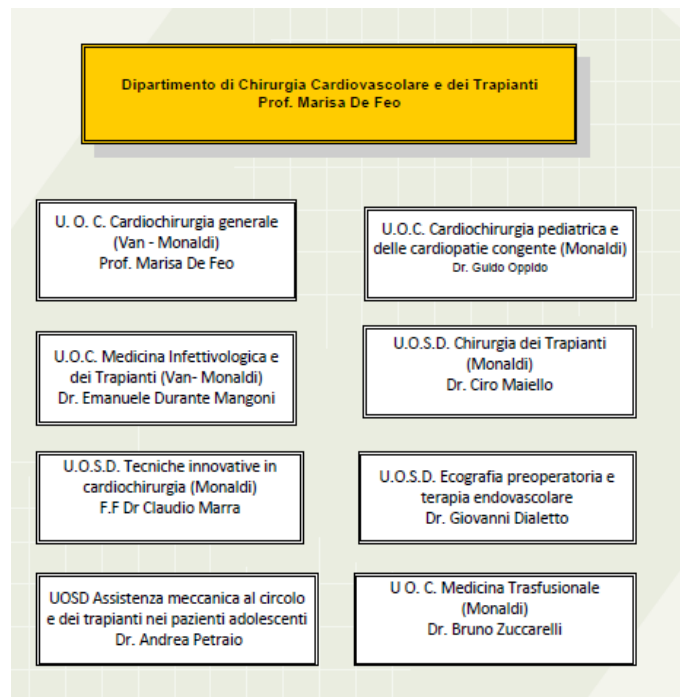 Dipartimento di Chirurgia Cardiovascolare e dei Trapianti
Prof. Marisa De Feo
U. O. C. Cardiochirurgia generale
(Van - Monaldi)
Prof. Marisa De Feo
U.O.C. Cardiochirurgia pediatrica e
delle cardiopatie congente (Monaldi)
Dr. Guido Oppido
U.O.C. Medicina Infettivologica e
dei Trapianti (Van- Monaldi)
Dr. Emanuele Durante Mangoni
U.O.S.D. Chirurgia dei Trapianti
(Monaldi)
Dr. Ciro Maiello
U.O.S.D. Tecniche innovative in
cardiochirurgia (Monaldi)
F.F Dr Claudio Marra
U.O.S.D. Ecografia preoperatoria e
terapia endovascolare
Dr. Giovanni Dialetto
UOSD Assistenza meccanica al circolo
e dei trapianti nei pazienti adolescenti
Dr. Andrea Petraio
U O. C. Medicina Trasfusionale
(Monaldi)
Dr. Bruno Zuccarelli